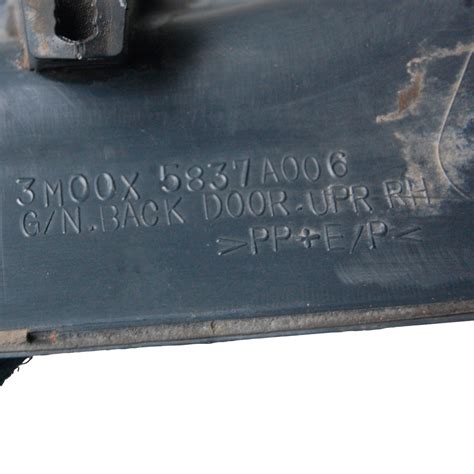 3M00X 5837A006
G/N.BACK DOOR.UPR RH
>PP+E/P<